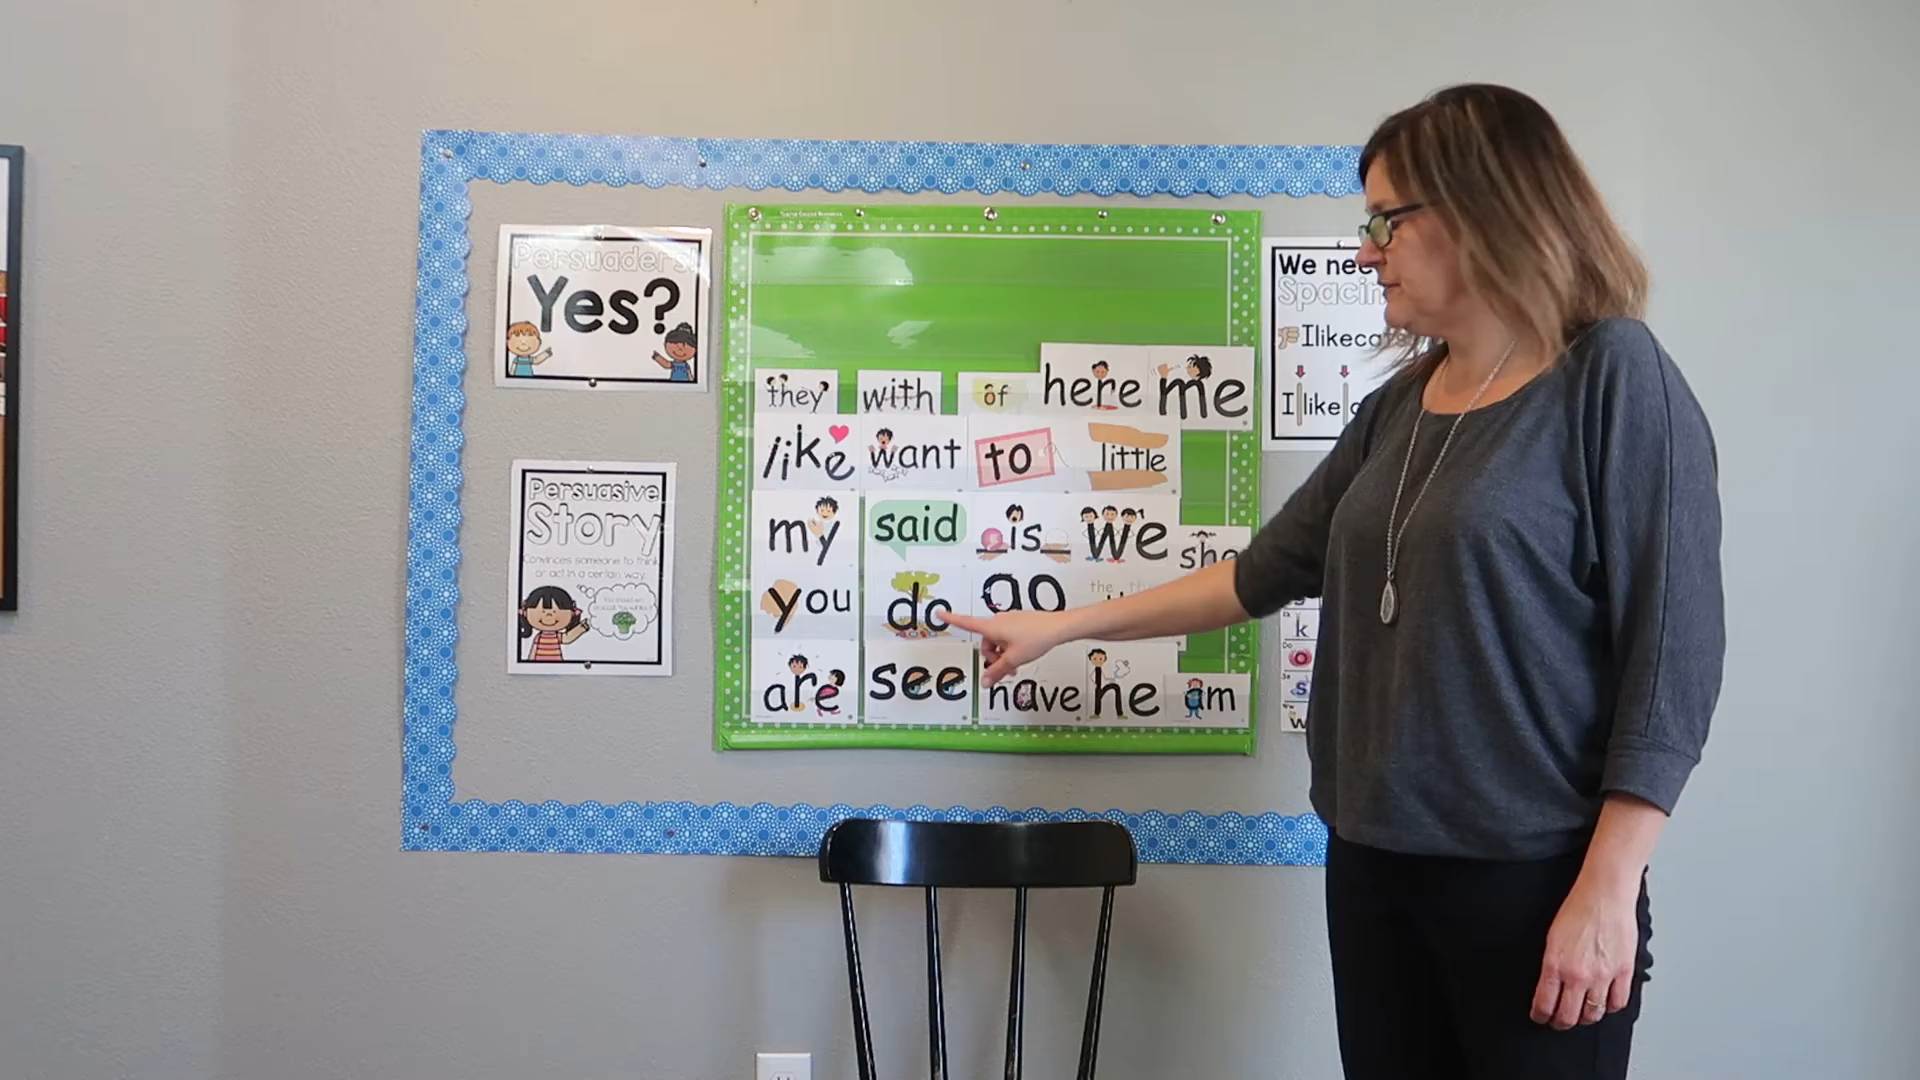 Persuaders!
Yes?
Persuasive
Story
Convinces someone to think
or act in a certain way.
they with of here me
like want to little
my said is we she
you do go
the
are see have he am
We nee
Spacin
Ilikeca
I like c
k